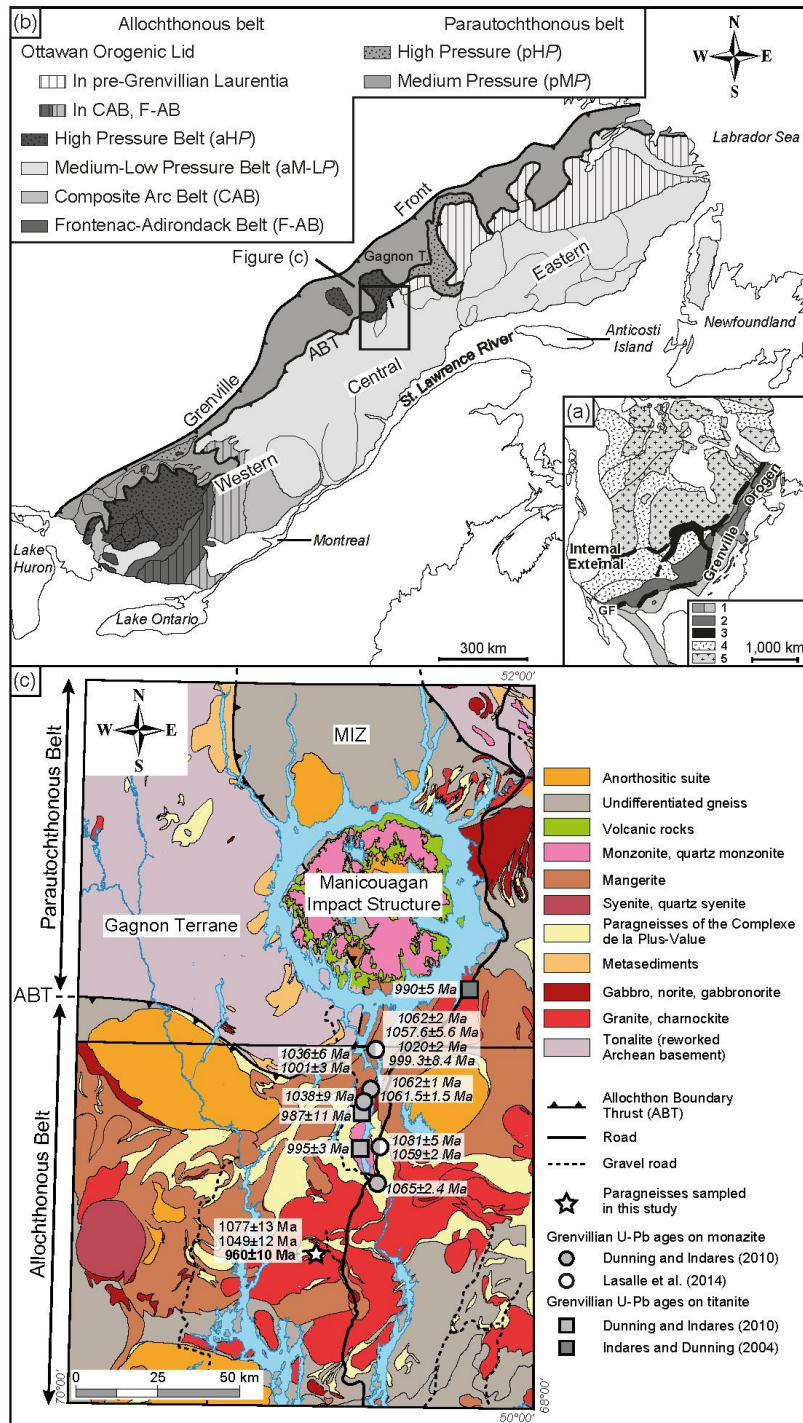 (b)
Allochthonous belt
Ottawan Orogenic Lid
In pre-Grenvillian Laurentia
In CAB, F-AB
High Pressure Belt (aHP)
Medium-Low Pressure Belt (aM-LP)
Composite Arc Belt (CAB)
Frontenac-Adirondack Belt (F-AB)
Parautochthonous belt
High Pressure (pHP)
Medium Pressure (pMP)
N
W E
S
Labrador Sea
Front
Gagnon T.
Figure (c)
Eastern
ABT
Central
St. Lawrence River
Anticosti
Island
Newfoundland
Grenville
Western
Montreal
Lake
Huron
Lake Ontario
300 km
(a)
Internal
External
Grenville Orogen
GF
1
2
3
4
5
1,000 km
(c)
52°00'
N
W E
S
MIZ
Parautochthonous Belt
Manicouagan
Impact Structure
Gagnon Terrane
ABT
Allochthonous Belt
990±5 Ma
1062±2 Ma
1057.6±5.6 Ma
1020±2 Ma
999.3±8.4 Ma
1036±6 Ma
1001±3 Ma
1062±1 Ma
1061.5±1.5 Ma
1038±9 Ma
987±11 Ma
995±3 Ma
1081±5 Ma
1059±2 Ma
1065±2.4 Ma
1077±13 Ma
1049±12 Ma
960±10 Ma
0 25 50 km
70°00'
68°00'
50°00'
Anorthositic suite
Undifferentiated gneiss
Volcanic rocks
Monzonite, quartz monzonite
Mangerite
Syenite, quartz syenite
Paragneisses of the Complexe
de la Plus-Value
Metasediments
Gabbro, norite, gabbronorite
Granite, charnockite
Tonalite (reworked
Archean basement)
Allochthon Boundary
Thrust (ABT)
Road
Gravel road
Paragneisses sampled
in this study
Grenvillian U-Pb ages on monazite
Dunning and Indares (2010)
Lasalle et al. (2014)
Grenvillian U-Pb ages on titanite
Dunning and Indares (2010)
Indares and Dunning (2004)